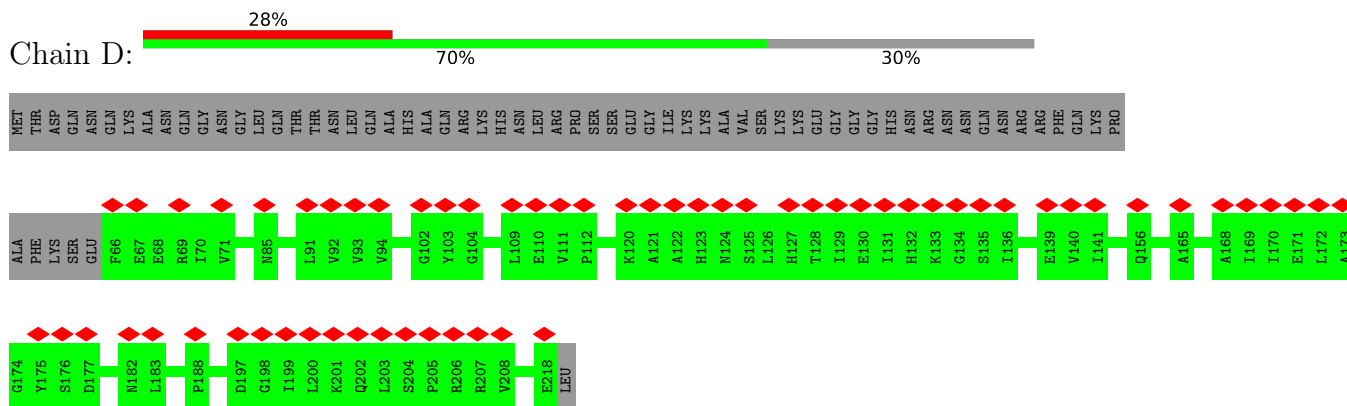 28%
Chain D:
70% 30%
MET THR ASP GLN ASN GLN LYS ALA ASN GLN GLY ASN GLY LEU GLN THR THR ASN LEU GLN ALA HIS ALA GLN ARG LYS HIS ASN LEU ARG PRO SER SER GLU GLY ILE LYS LYS ALA VAL SER LYS LYS GLU GLY GLY GLY HIS ASN ARG ASN ASN GLN ASN ARG ARG PHE GLN LYS PRO
ALA PHE LYS SER GLU F66 E67 E68 R69 I70 V71 N85 L91 V92 V93 V94 G102 Y103 G104 L109 E110 V111 P112 K120 A121 A122 H123 N124 S125 L126 H127 T128 I129 E130 I131 H132 K133 G134 S135 I136 E139 V140 I141 Q156 A165 A168 I169 I170 E171 L172 A173
G174 Y175 S176 D177 N182 L183 P188 D197 G198 I199 L200 K201 Q202 L203 S204 P205 R206 R207 V208 E218 LEU